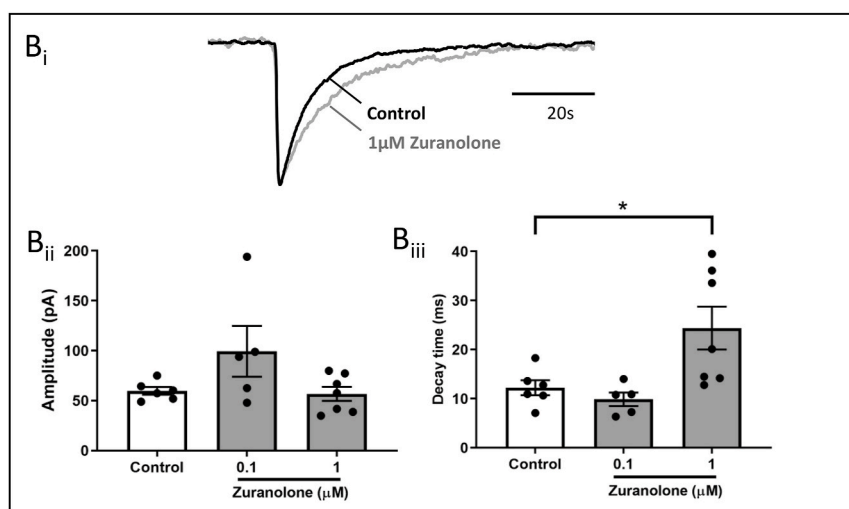 Bi
Control
1μM Zuranolone
20s
Bii
Amplitude (pA)
200
150
100
50
0
Control
0.1
1
Zuranolone (μM)
Biii
*
Decay time (ms)
40
30
20
10
0
Control
0.1
1
Zuranolone (μM)